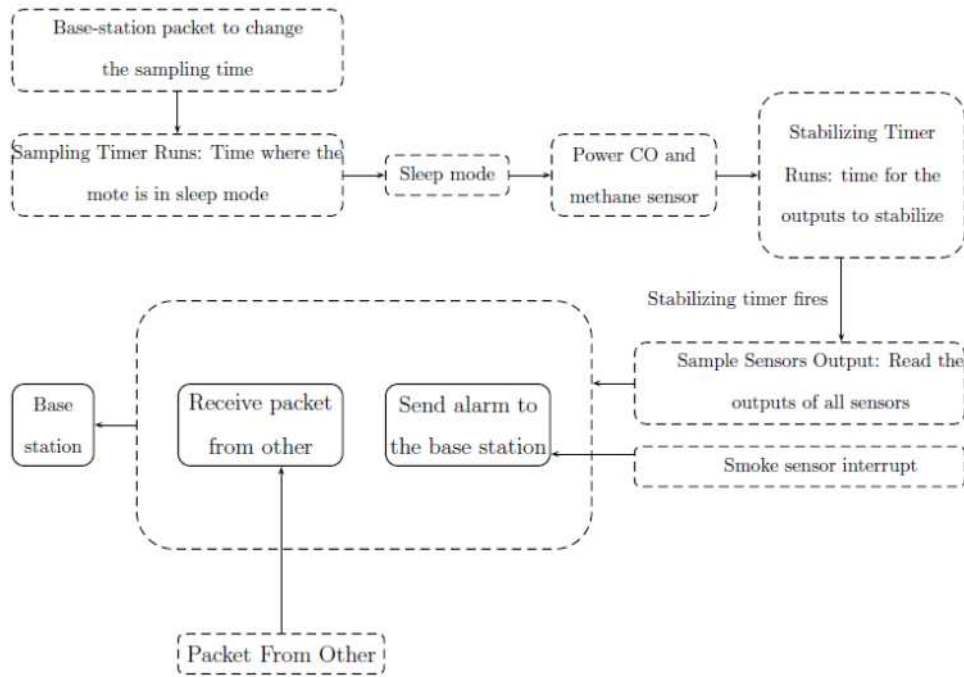 Base-station packet to change
the sampling time
Sampling Timer Runs: Time where the
mote is in sleep mode
Sleep mode
Power CO and
methane sensor
Stabilizing Timer
Runs: time for the
outputs to stabilize
Stabilizing timer fires
Sample Sensors Output: Read the
outputs of all sensors
Smoke sensor interrupt
Send alarm to
the base station
Receive packet
from other
Base
station
Packet From Other